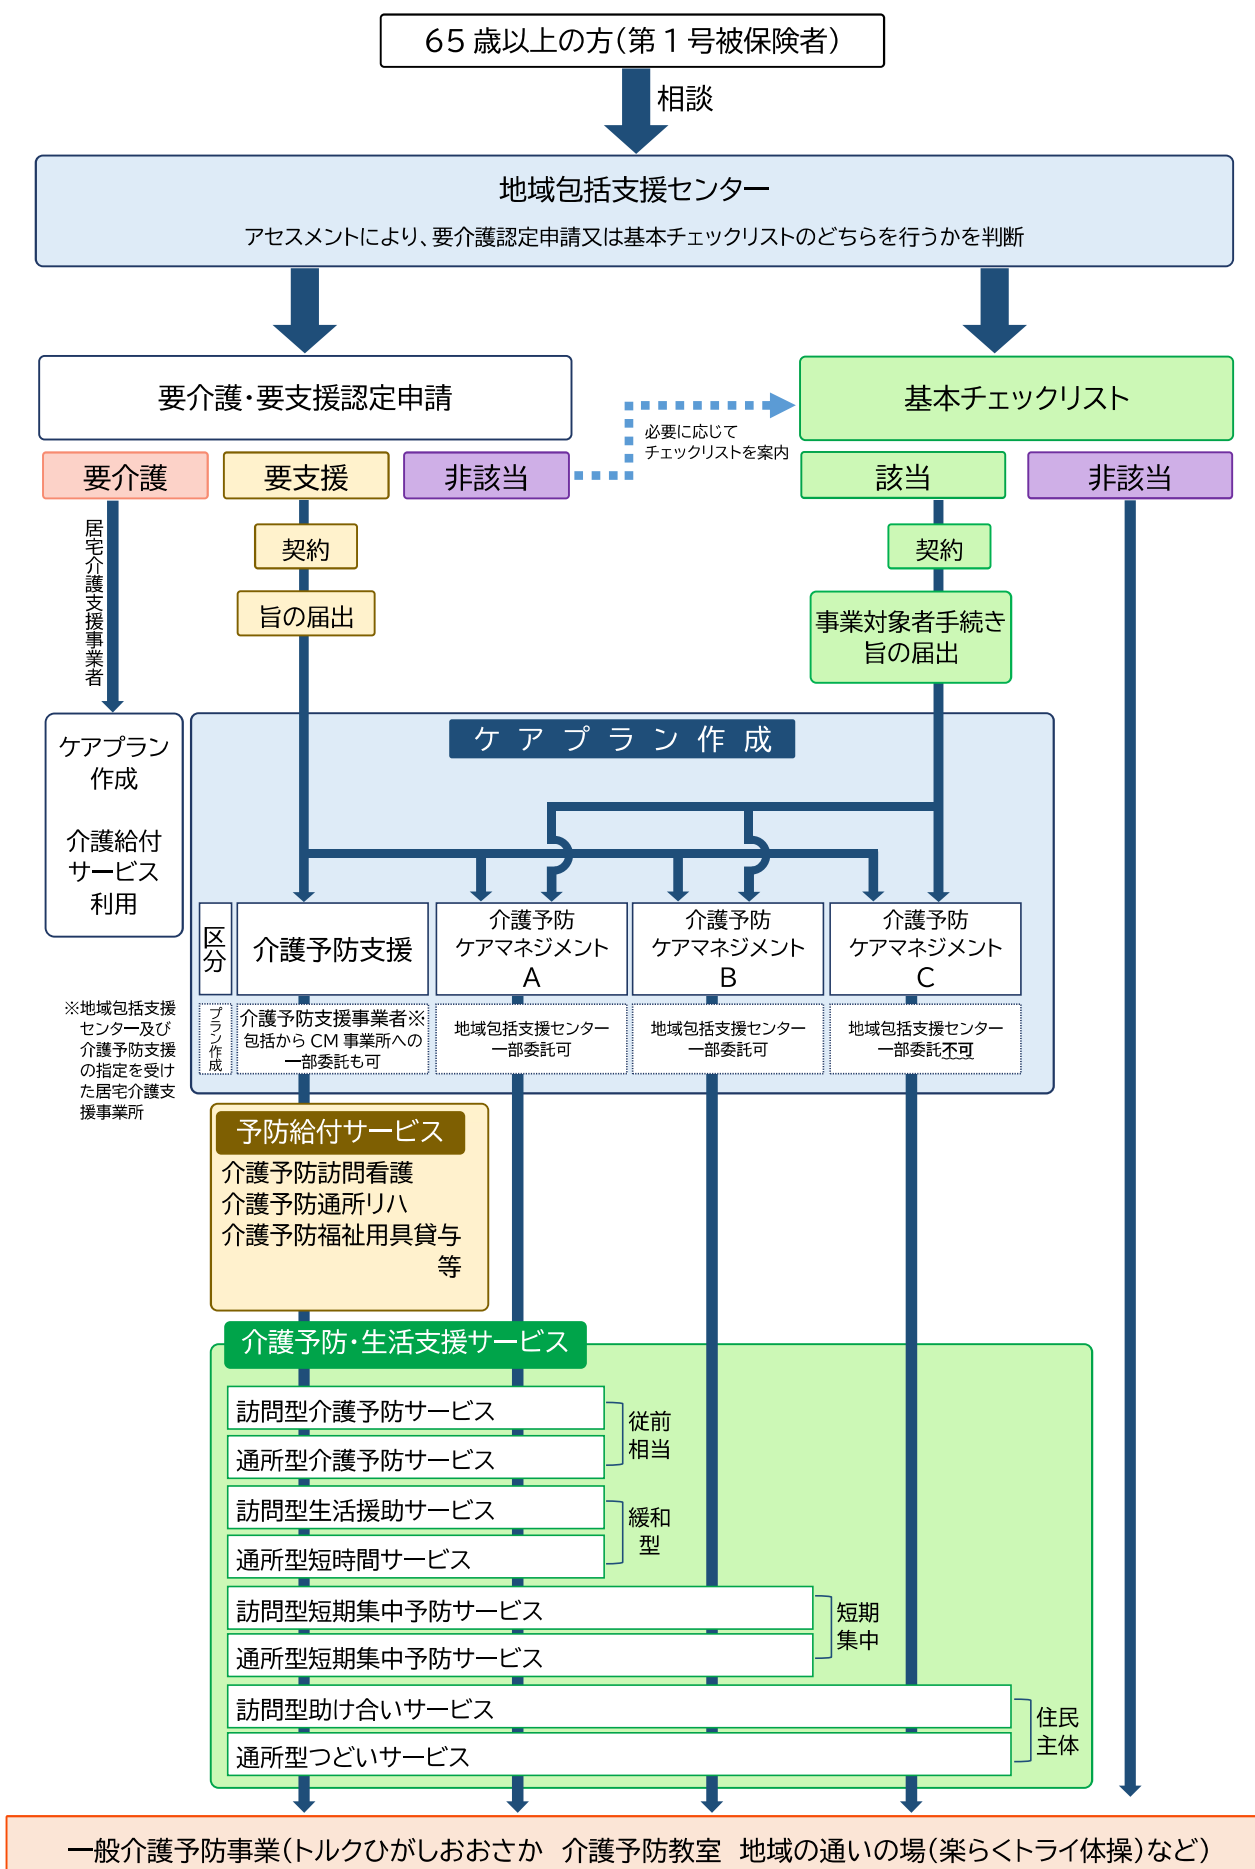 65 歳以上の方（第 1 号被保険者）
相談
地域包括支援センター
アセスメントにより、要介護認定申請又は基本チェックリストのどちらを行うかを判断
要介護・要支援認定申請
基本チェックリスト
必要に応じて
チェックリストを案内
要介護
要支援
非該当
該当
非該当
居宅介護支援事業者
契約
旨の届出
契約
事業対象者手続き
旨の届出
ケアプラン
作成
介護給付
サービス
利用
ケアプラン作成
区分
介護予防支援
介護予防
ケアマネジメント
A
介護予防
ケアマネジメント
B
介護予防
ケアマネジメント
C
プラン作成
介護予防支援事業者※
包括から CM 事業所への
一部委託も可
地域包括支援センター
一部委託可
地域包括支援センター
一部委託可
地域包括支援センター
一部委託不可
※地域包括支援
センター及び
介護予防支援
の指定を受け
た居宅介護支
援事業所
予防給付サービス
介護予防訪問看護
介護予防通所リハ
介護予防福祉用具貸与
等
介護予防・生活支援サービス
訪問型介護予防サービス
通所型介護予防サービス
従前
相当
訪問型生活援助サービス
通所型短時間サービス
緩和
型
訪問型短期集中予防サービス
通所型短期集中予防サービス
短期
集中
訪問型助け合いサービス
通所型つどいサービス
住民
主体
一般介護予防事業（トルクひがしおおさか　介護予防教室　地域の通いの場（楽らくトライ体操）など）